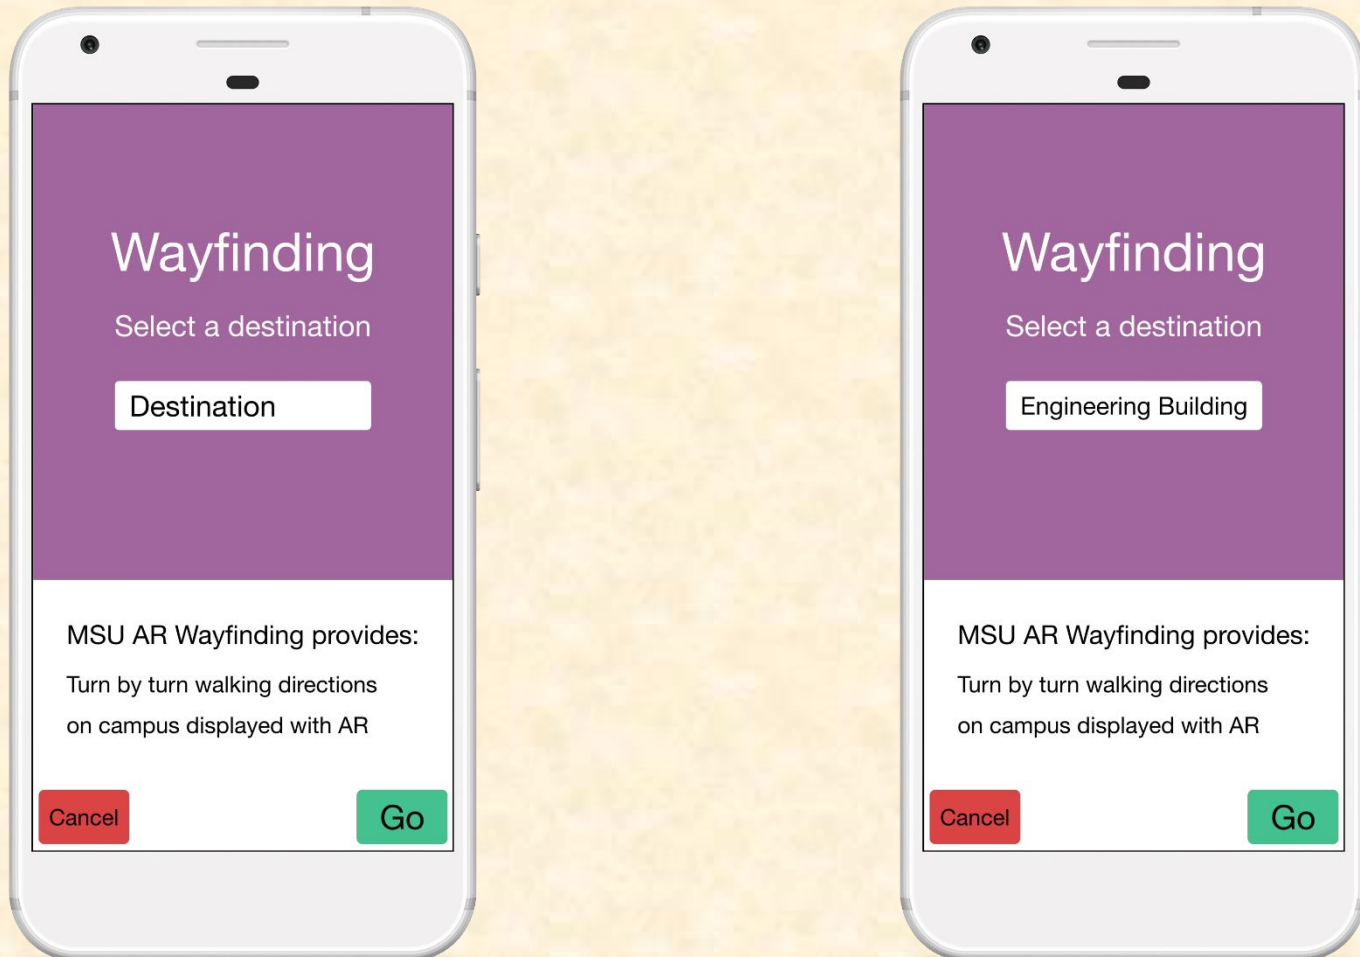 Wayfinding
Select a destination
Destination
MSU AR Wayfinding provides:
Turn by turn walking directions
on campus displayed with AR
Cancel
Go
Wayfinding
Select a destination
Engineering Building
MSU AR Wayfinding provides:
Turn by turn walking directions
on campus displayed with AR
Cancel
Go